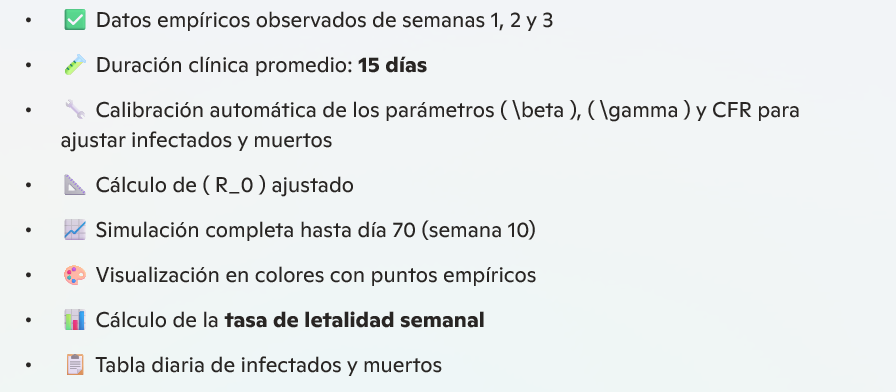 • ✅ Datos empíricos observados de semanas 1, 2 y 3
• 🧪 Duración clínica promedio: 15 días
• 🔧 Calibración automática de los parámetros ( \beta ), ( \gamma ) y CFR para
ajustar infectados y muertos
• 📐 Cálculo de ( R_0 ) ajustado
• 📈 Simulación completa hasta día 70 (semana 10)
• 🎨 Visualización en colores con puntos empíricos
• 📊 Cálculo de la tasa de letalidad semanal
• 📋 Tabla diaria de infectados y muertos